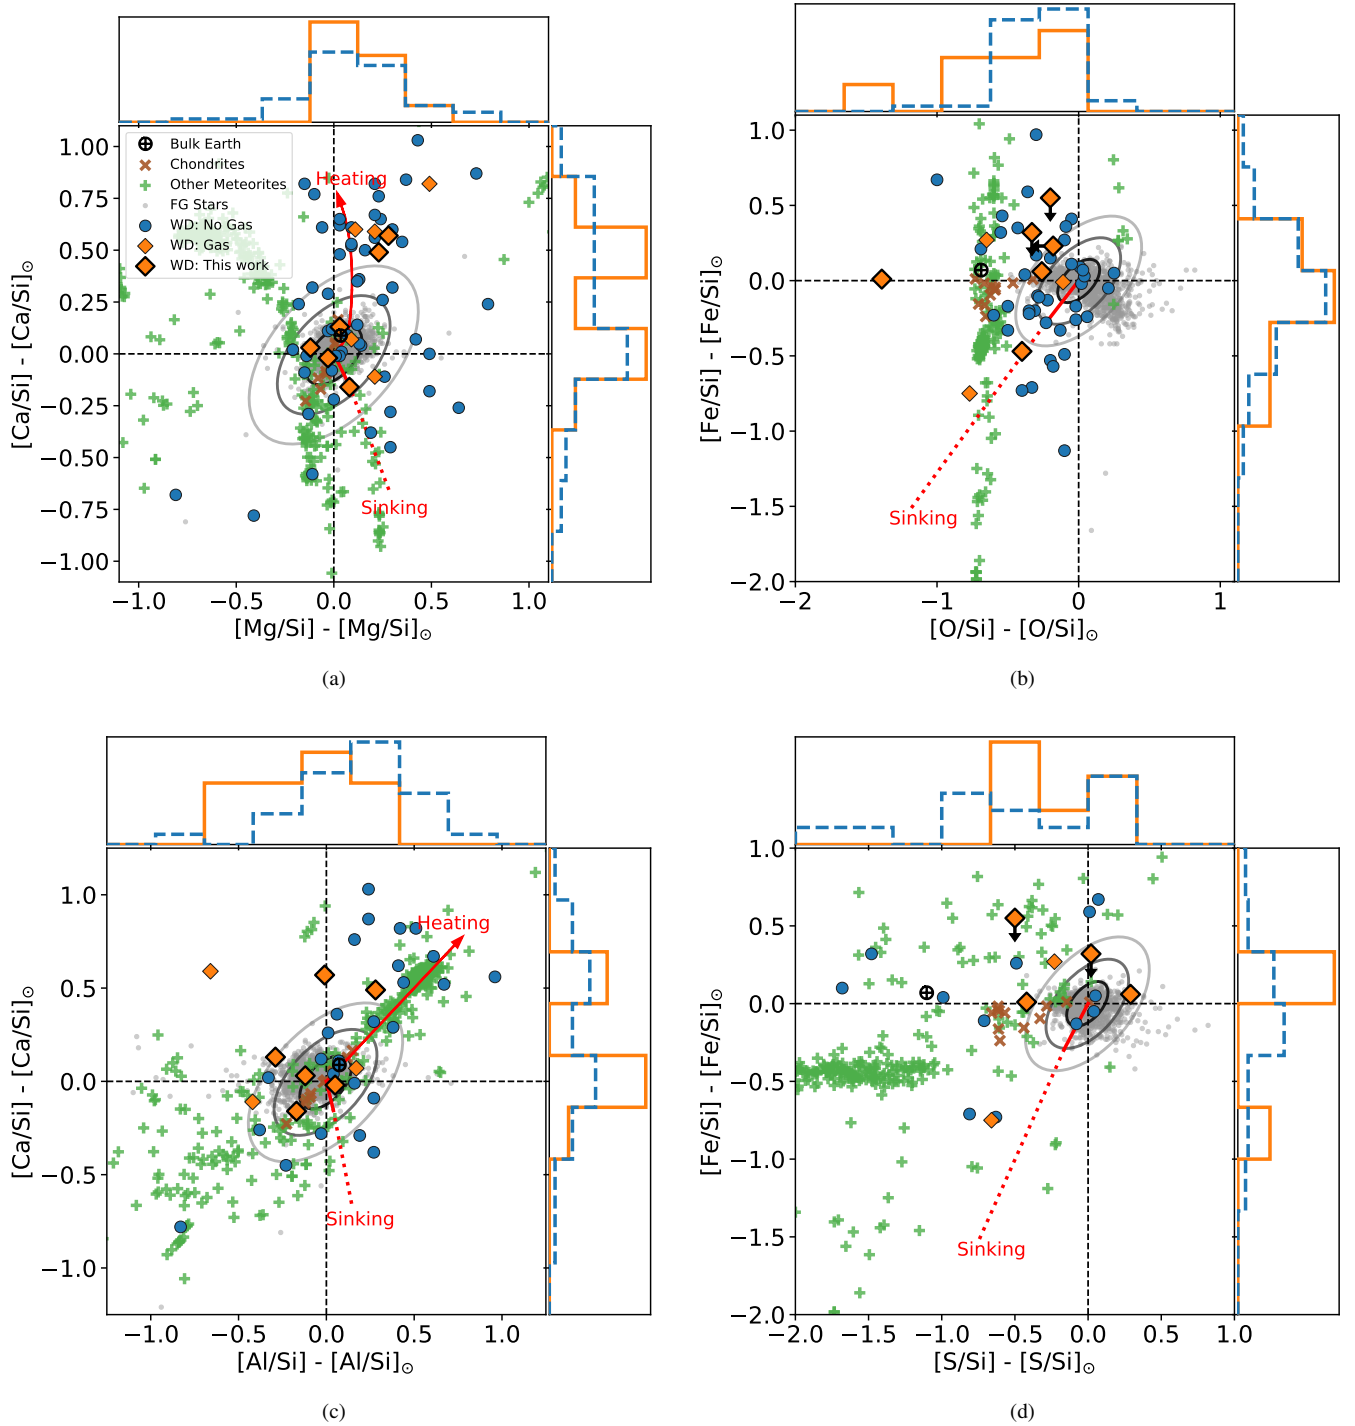 1.00
0.75
0.50
0.25
0.00
−0.25
−0.50
−0.75
−1.00
[Ca/Si] - [Ca/Si]☉
Bulk Earth
Chondrites
Other Meteorites
FG Stars
WD: No Gas
WD: Gas
WD: This work
Heating
Sinking
−1.0 −0.5 0.0 0.5 1.0
[Mg/Si] - [Mg/Si]☉
(a)
1.0
0.5
0.0
−0.5
−1.0
−1.5
−2.0
[Fe/Si] - [Fe/Si]☉
Sinking
−2 −1 0 1
[O/Si] - [O/Si]☉
(b)
1.0
0.5
0.0
−0.5
−1.0
[Ca/Si] - [Ca/Si]☉
Heating
Sinking
−1.0 −0.5 0.0 0.5 1.0
[Al/Si] - [Al/Si]☉
(c)
1.0
0.5
0.0
−0.5
−1.0
−1.5
−2.0
[Fe/Si] - [Fe/Si]☉
Sinking
−2.0 −1.5 −1.0 −0.5 0.0 0.5 1.0
[S/Si] - [S/Si]☉
(d)